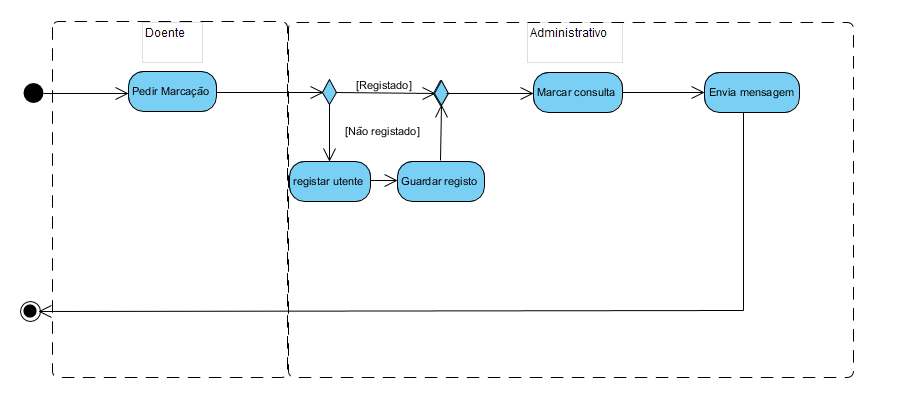 Doente
Administrativo
Pedir Marcação
[Registado]
Marcar consulta
Envia mensagem
[Não registado]
registar utente
Guardar registo